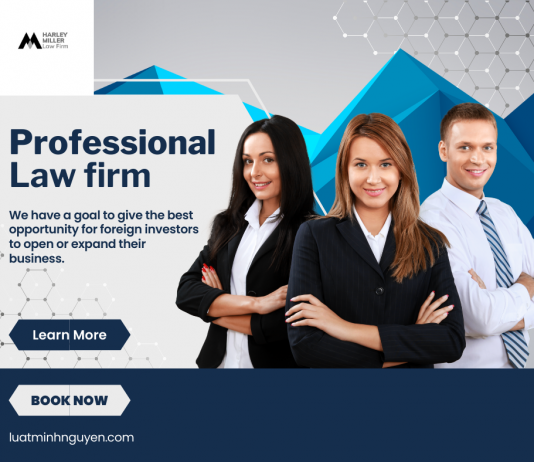 HARLEY
MILLER
Law Firm
Professional
Law firm
We have a goal to give the best
opportunity for foreign investors
to open or expand their
business.
Learn More
BOOK NOW
luatminhnguyen.com